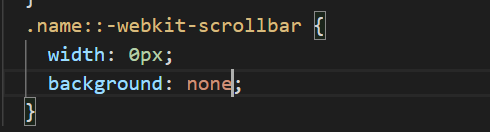 }
.name::-webkit-scrollbar {
width: 0px;
background: none;
}